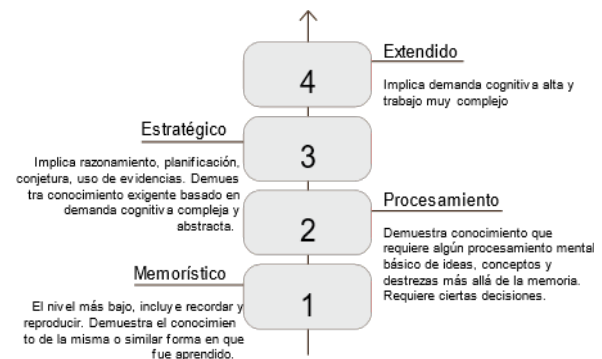 Extendido
4
Implica demanda cognitiva alta y
trabajo muy complejo
Estratégico
3
Implica razonamiento, planificación,
conjetura, uso de evidencias. Demues
tra conocimiento exigente basado en
demanda cognitiva compleja y
abstracta.
Procesamiento
2
Demuestra conocimiento que
requiere algún procesamiento mental
básico de ideas, conceptos y
destrezas más allá de la memoria.
Requiere ciertas decisiones.
Memorístico
1
El nivel más bajo, incluye recordar y
reproducir. Demuestra el conocimien
to de la misma o similar forma en que
fue aprendido.